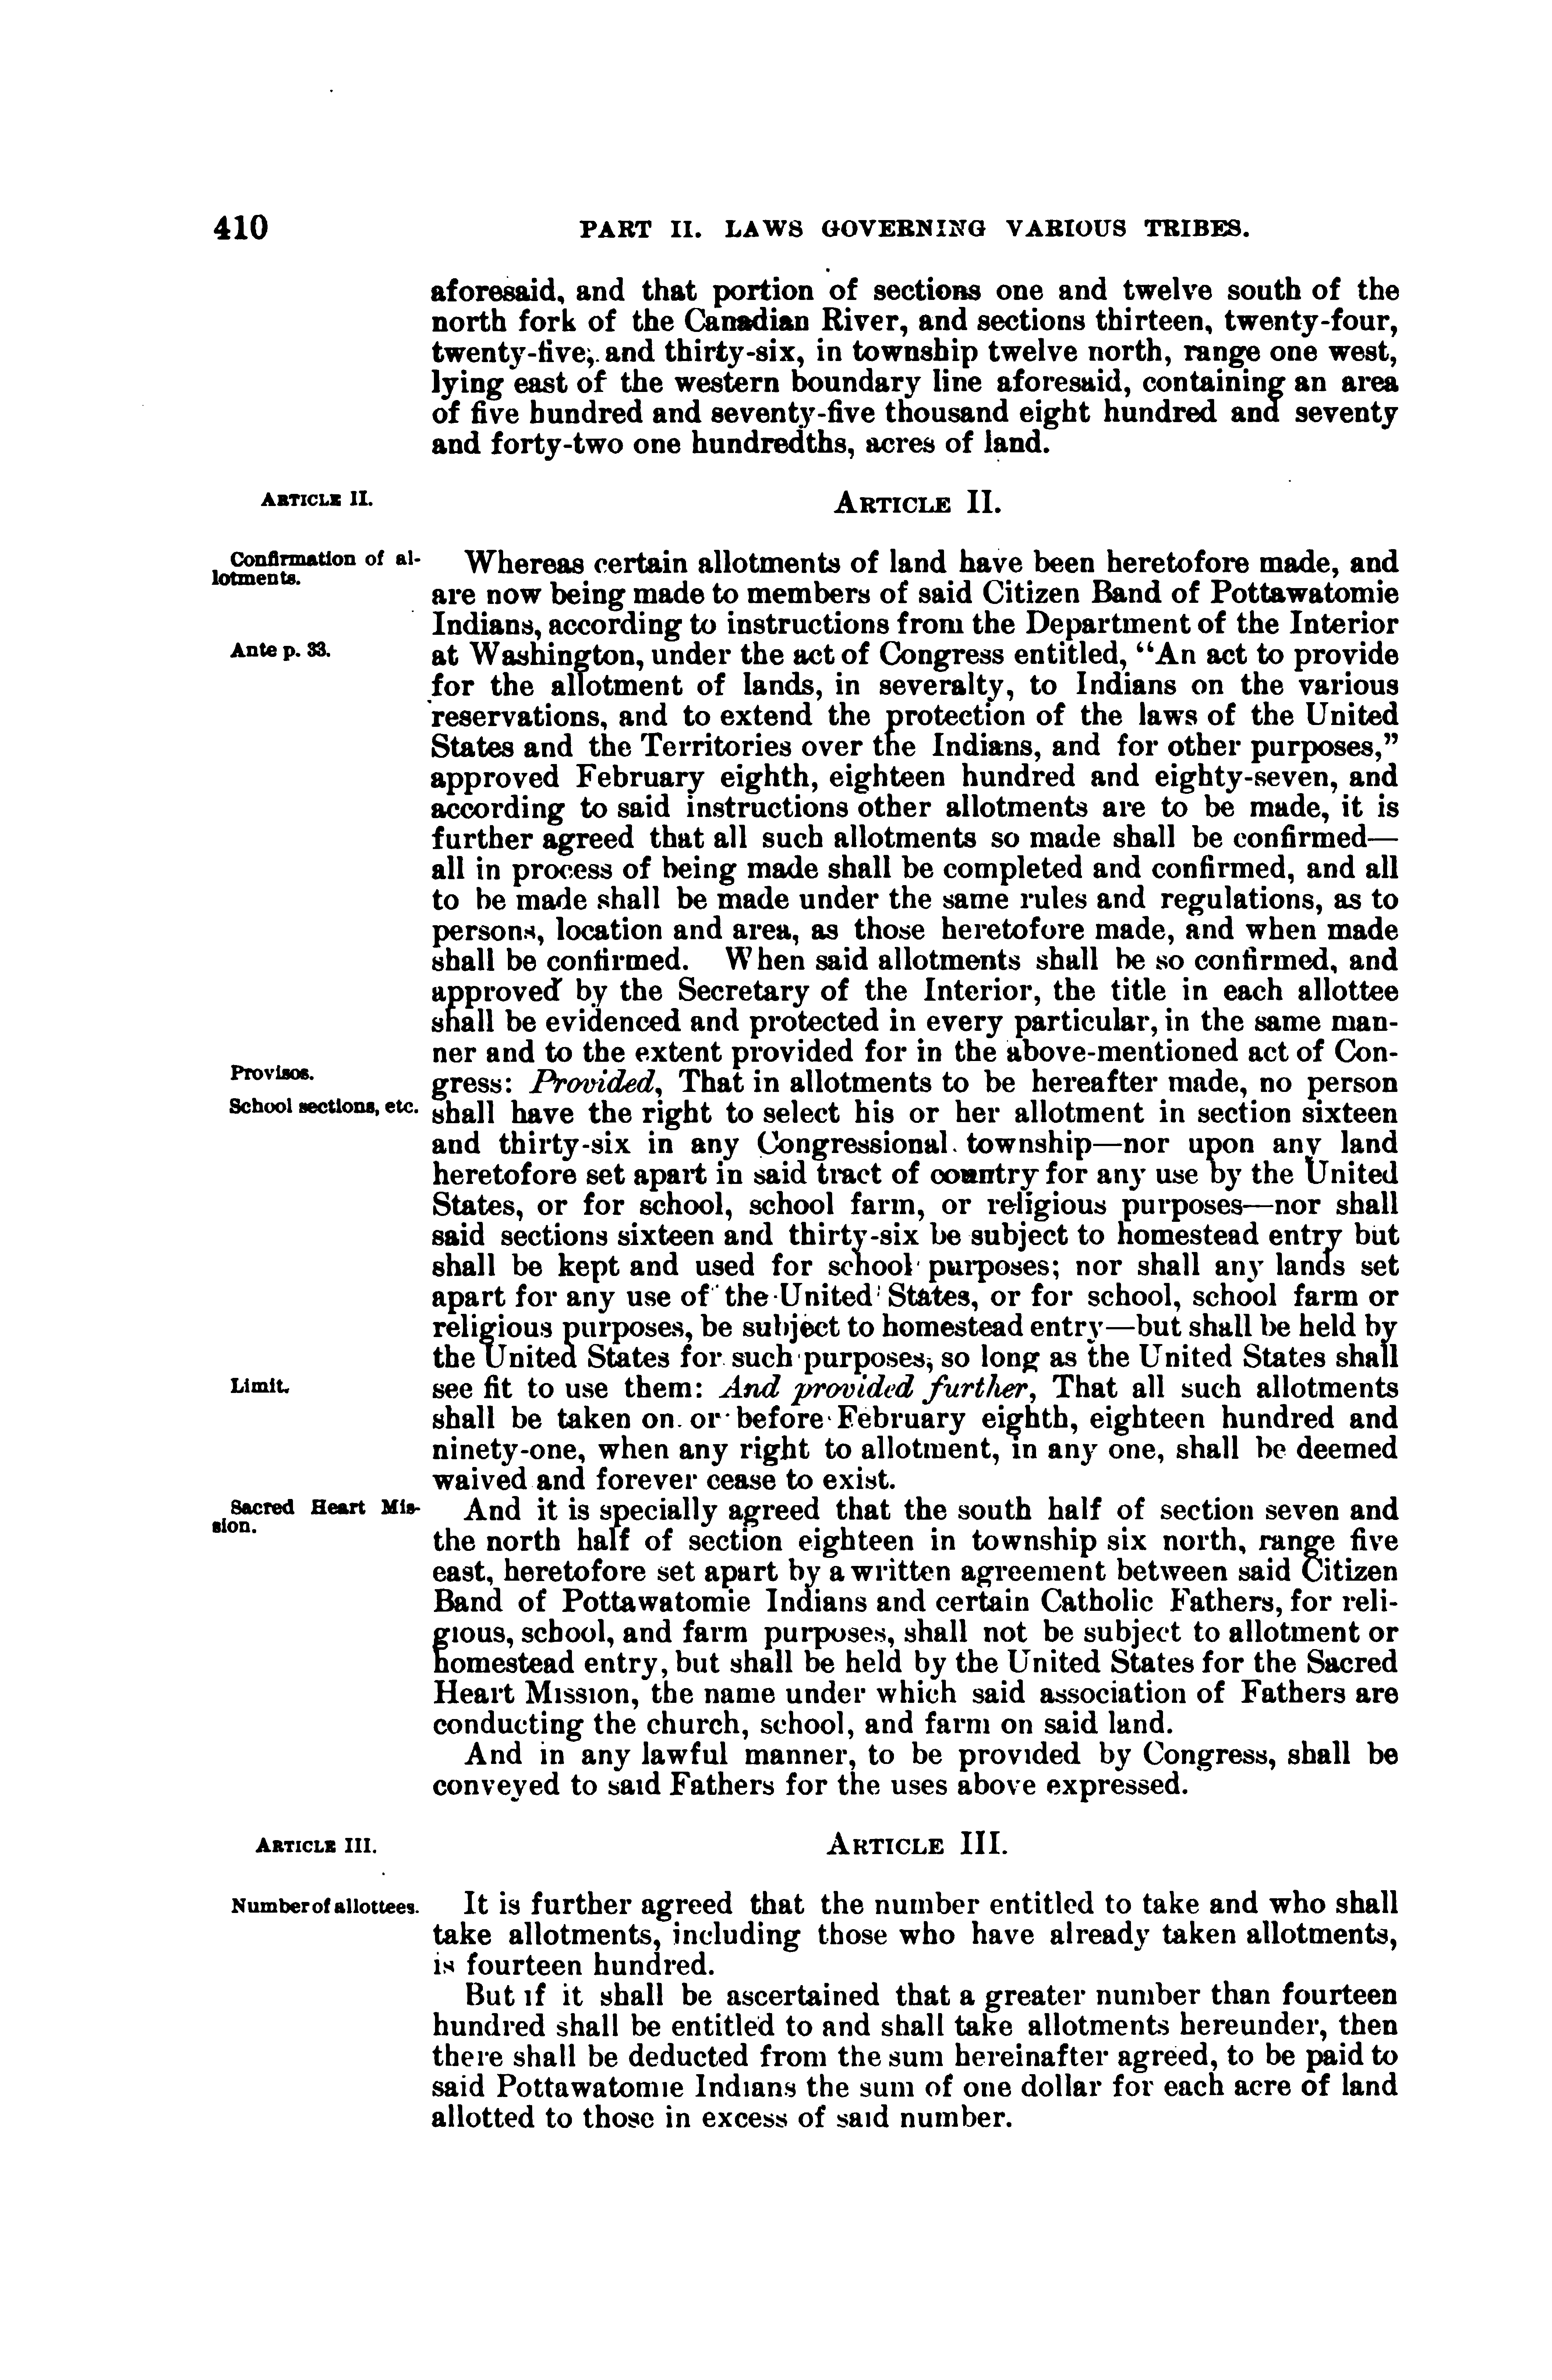 410
PART II. LAWS GOVERNING VARIOUS TRIBES.
aforesaid, and that portion of sections one and twelve south of the
north fork of the Canadian River, and sections thirteen, twenty-four,
twenty-five, and thirty-six, in township twelve north, range one west,
lying east of the western boundary line aforesaid, containing an area
of five hundred and seventy-five thousand eight hundred and seventy
and forty-two one hundredths, acres of land.
ARTICLE II.
ARTICLE II.
Confirmation of al-
lotments.
Whereas certain allotments of land have been heretofore made, and
are now being made to members of said Citizen Band of Pottawatomie
Indians, according to instructions from the Department of the Interior
Ante p. 33.
at Washington, under the act of Congress entitled, “An act to provide
for the allotment of lands, in severalty, to Indians on the various
reservations, and to extend the protection of the laws of the United
States and the Territories over the Indians, and for other purposes,”
approved February eighth, eighteen hundred and eighty-seven, and
according to said instructions other allotments are to be made, it is
further agreed that all such allotments so made shall be confirmed—
all in process of being made shall be completed and confirmed, and all
to be made shall be made under the same rules and regulations, as to
persons, location and area, as those heretofore made, and when made
shall be confirmed. When said allotments shall be so confirmed, and
approved by the Secretary of the Interior, the title in each allottee
shall be evidenced and protected in every particular, in the same man-
ner and to the extent provided for in the above-mentioned act of Con-
Provisos.
gress: Provided, That in allotments to be hereafter made, no person
School sections, etc.
shall have the right to select his or her allotment in section sixteen
and thirty-six in any Congressional township—nor upon any land
heretofore set apart in said tract of country for any use by the United
States, or for school, school farm, or religious purposes—nor shall
said sections sixteen and thirty-six be subject to homestead entry but
shall be kept and used for school purposes; nor shall any lands set
apart for any use of the United States, or for school, school farm or
religious purposes, be subject to homestead entry—but shall be held by
the United States for such purposes, so long as the United States shall
Limit.
see fit to use them: And provided further, That all such allotments
shall be taken on or before February eighth, eighteen hundred and
ninety-one, when any right to allotment, in any one, shall be deemed
waived and forever cease to exist.
Sacred Heart Mis-
sion.
And it is specially agreed that the south half of section seven and
the north half of section eighteen in township six north, range five
east, heretofore set apart by a written agreement between said Citizen
Band of Pottawatomie Indians and certain Catholic Fathers, for reli-
gious, school, and farm purposes, shall not be subject to allotment or
homestead entry, but shall be held by the United States for the Sacred
Heart Mission, the name under which said association of Fathers are
conducting the church, school, and farm on said land.
And in any lawful manner, to be provided by Congress, shall be
conveyed to said Fathers for the uses above expressed.
ARTICLE III.
ARTICLE III.
Number of allottees.
It is further agreed that the number entitled to take and who shall
take allotments, including those who have already taken allotments,
is fourteen hundred.
But if it shall be ascertained that a greater number than fourteen
hundred shall be entitled to and shall take allotments hereunder, then
there shall be deducted from the sum hereinafter agreed, to be paid to
said Pottawatomie Indians the sum of one dollar for each acre of land
allotted to those in excess of said number.